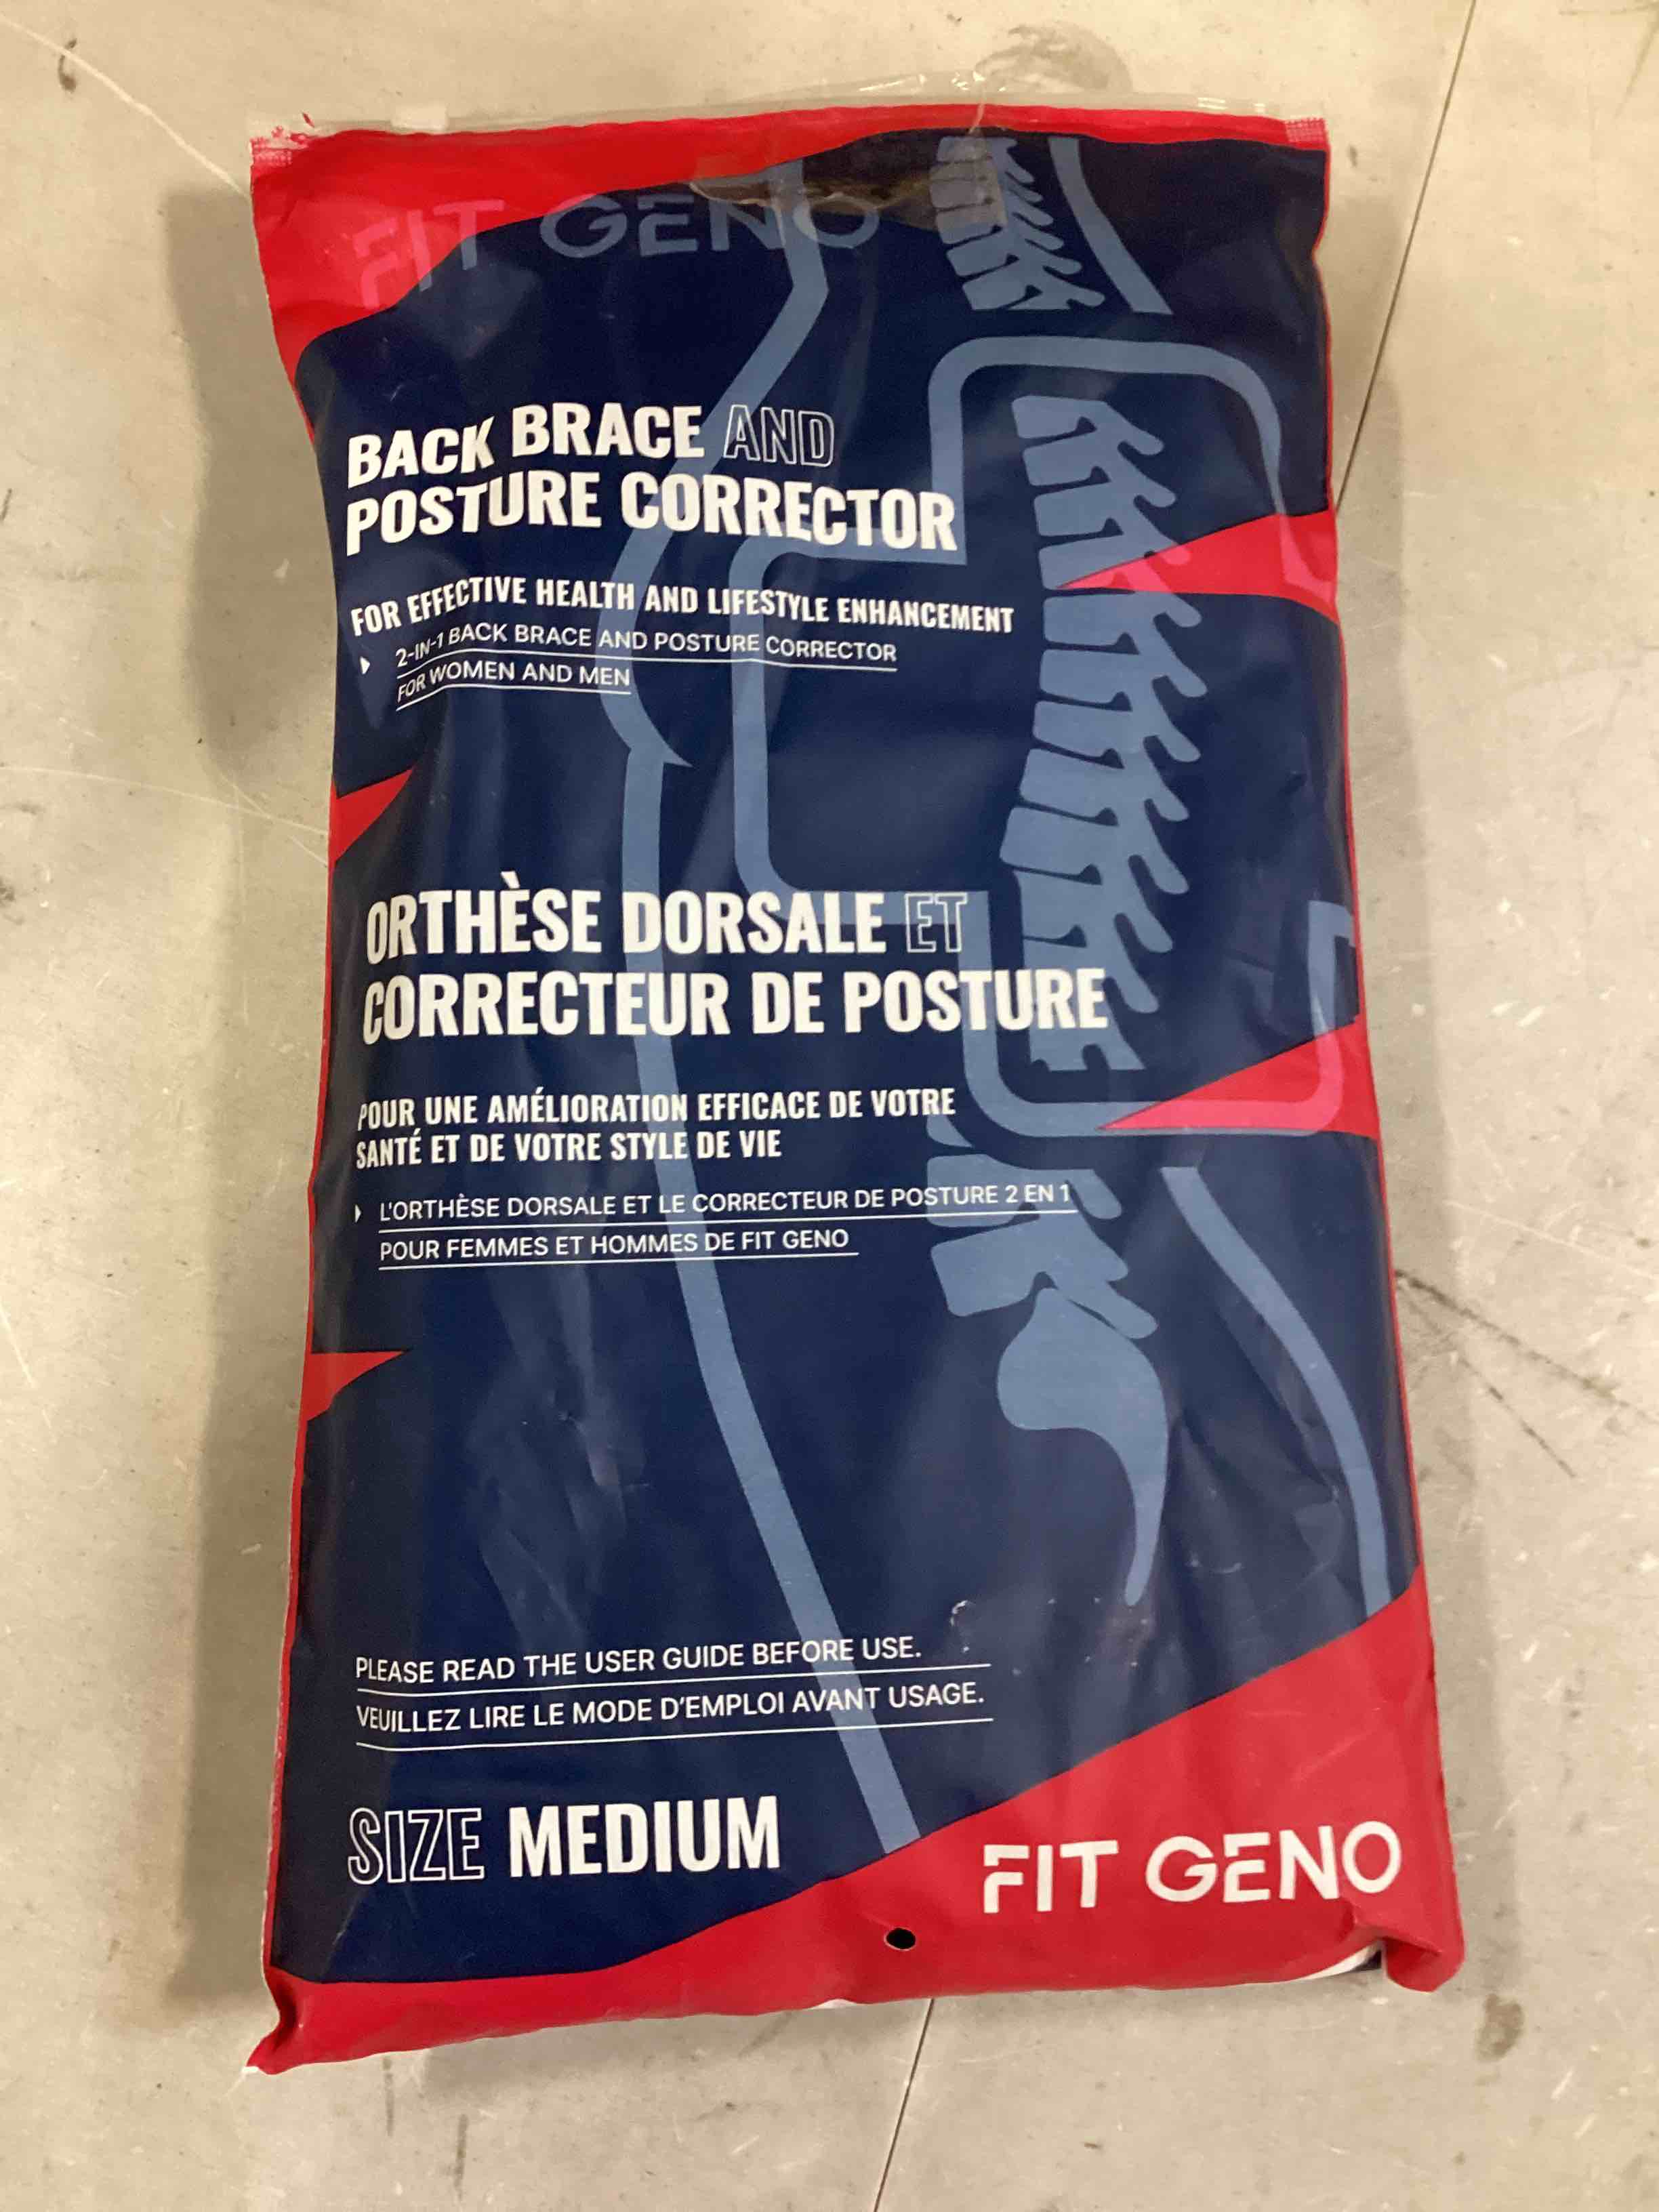 FIT GENO
BACK BRACE AND
POSTURE CORRECTOR
FOR EFFECTIVE HEALTH AND LIFESTYLE ENHANCEMENT
2-IN-1 BACK BRACE AND POSTURE CORRECTOR
FOR WOMEN AND MEN
ORTHÈSE DORSALE ET
CORRECTEUR DE POSTURE
POUR UNE AMÉLIORATION EFFICACE DE VOTRE
SANTÉ ET DE VOTRE STYLE DE VIE
L'ORTHÈSE DORSALE ET LE CORRECTEUR DE POSTURE 2 EN 1
POUR FEMMES ET HOMMES DE FIT GENO
PLEASE READ THE USER GUIDE BEFORE USE.
VEUILLEZ LIRE LE MODE D'EMPLOI AVANT USAGE.
SIZE MEDIUM
FIT GENO